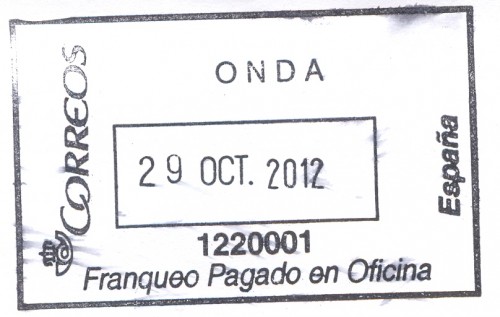 CORREOS
ONDA
29 OCT. 2012
1220001
Franqueo Pagado en Oficina
España